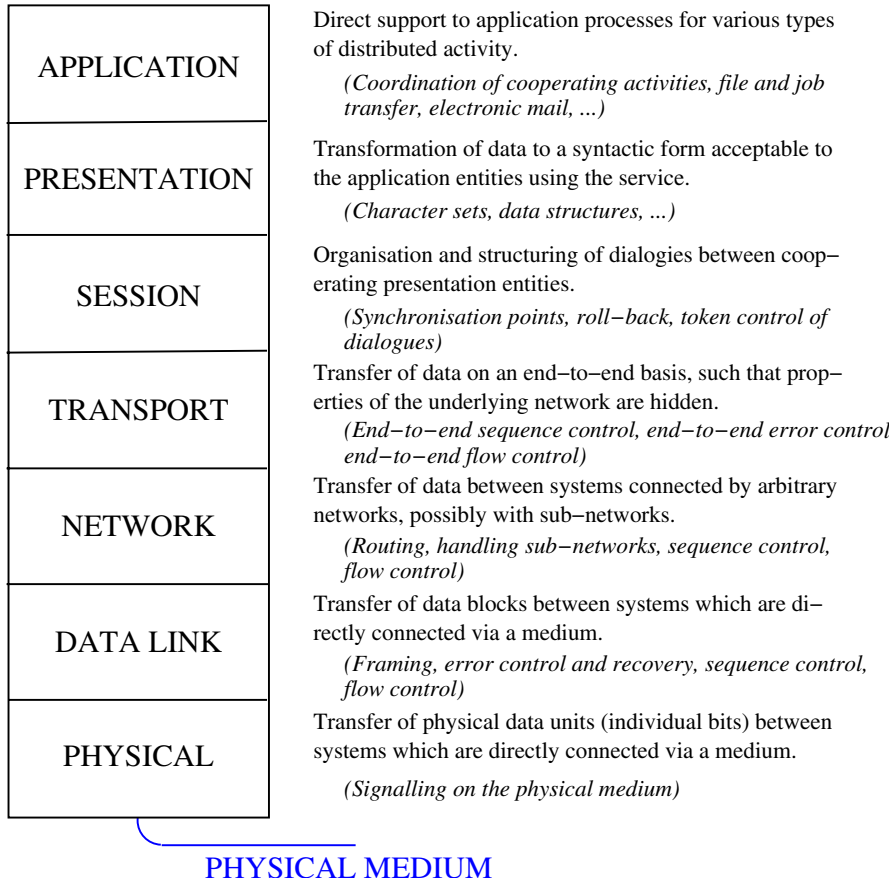 APPLICATION
Direct support to application processes for various types
of distributed activity.
(Coordination of cooperating activities, file and job
transfer, electronic mail, ...)
PRESENTATION
Transformation of data to a syntactic form acceptable to
the application entities using the service.
(Character sets, data structures, ...)
SESSION
Organisation and structuring of dialogies between coop−
erating presentation entities.
(Synchronisation points, roll−back, token control of
dialogues)
TRANSPORT
Transfer of data on an end−to−end basis, such that prop−
erties of the underlying network are hidden.
(End−to−end sequence control, end−to−end error control
end−to−end flow control)
NETWORK
Transfer of data between systems connected by arbitrary
networks, possibly with sub−networks.
(Routing, handling sub−networks, sequence control,
flow control)
DATA LINK
Transfer of data blocks between systems which are di−
rectly connected via a medium.
(Framing, error control and recovery, sequence control,
flow control)
PHYSICAL
Transfer of physical data units (individual bits) between
systems which are directly connected via a medium.
(Signalling on the physical medium)
PHYSICAL MEDIUM